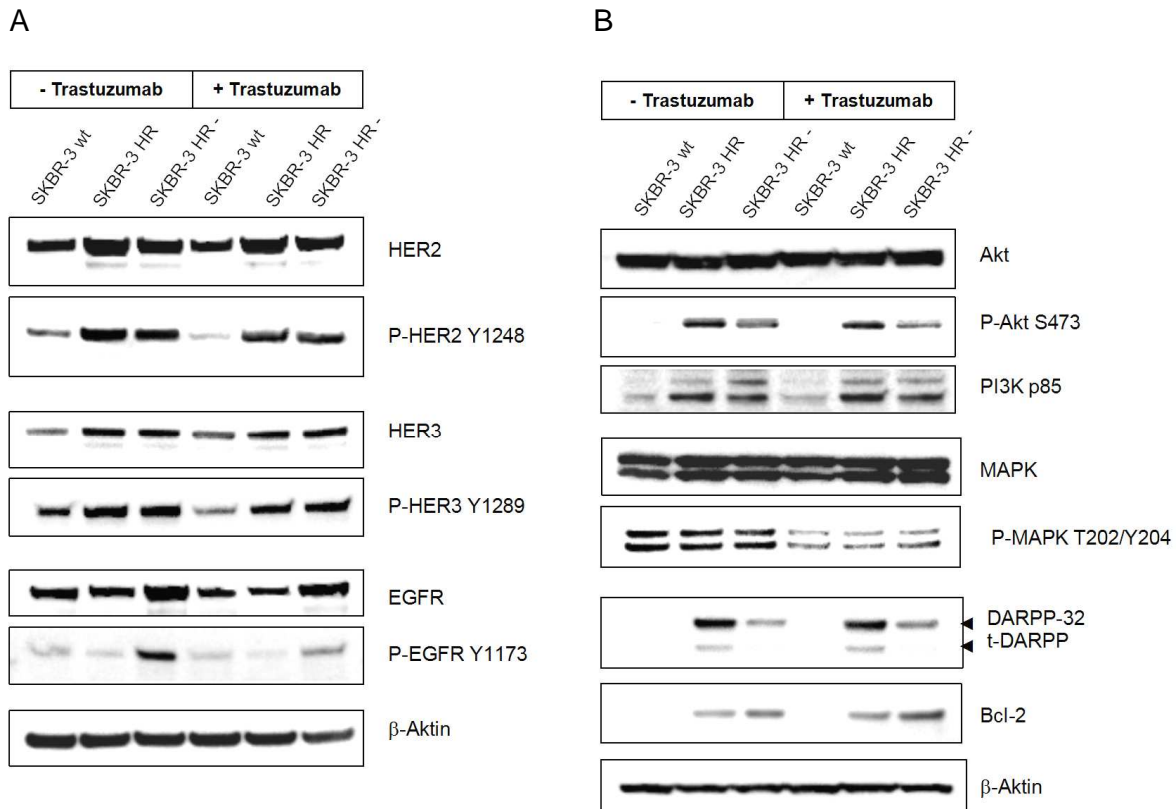 A
- Trastuzumab + Trastuzumab
SKBR-3 wt SKBR-3 HR SKBR-3 HR - SKBR-3 wt SKBR-3 HR SKBR-3 HR -
HER2
P-HER2 Y1248
HER3
P-HER3 Y1289
EGFR
P-EGFR Y1173
β-Aktin
B
- Trastuzumab + Trastuzumab
SKBR-3 wt SKBR-3 HR SKBR-3 HR - SKBR-3 wt SKBR-3 HR SKBR-3 HR -
Akt
P-Akt S473
PI3K p85
MAPK
P-MAPK T202/Y204
DARPP-32
t-DARPP
Bcl-2
β-Aktin